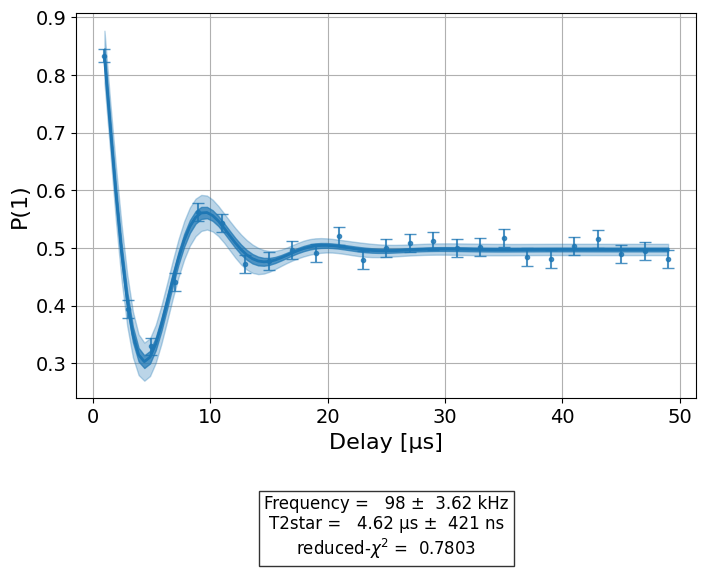 0.9
0.8
0.7
0.6
0.5
0.4
0.3
P(1)
0 10 20 30 40 50
Delay [μs]
Frequency = 98 ± 3.62 kHz
T2star = 4.62 μs ± 421 ns
reduced-χ² = 0.7803